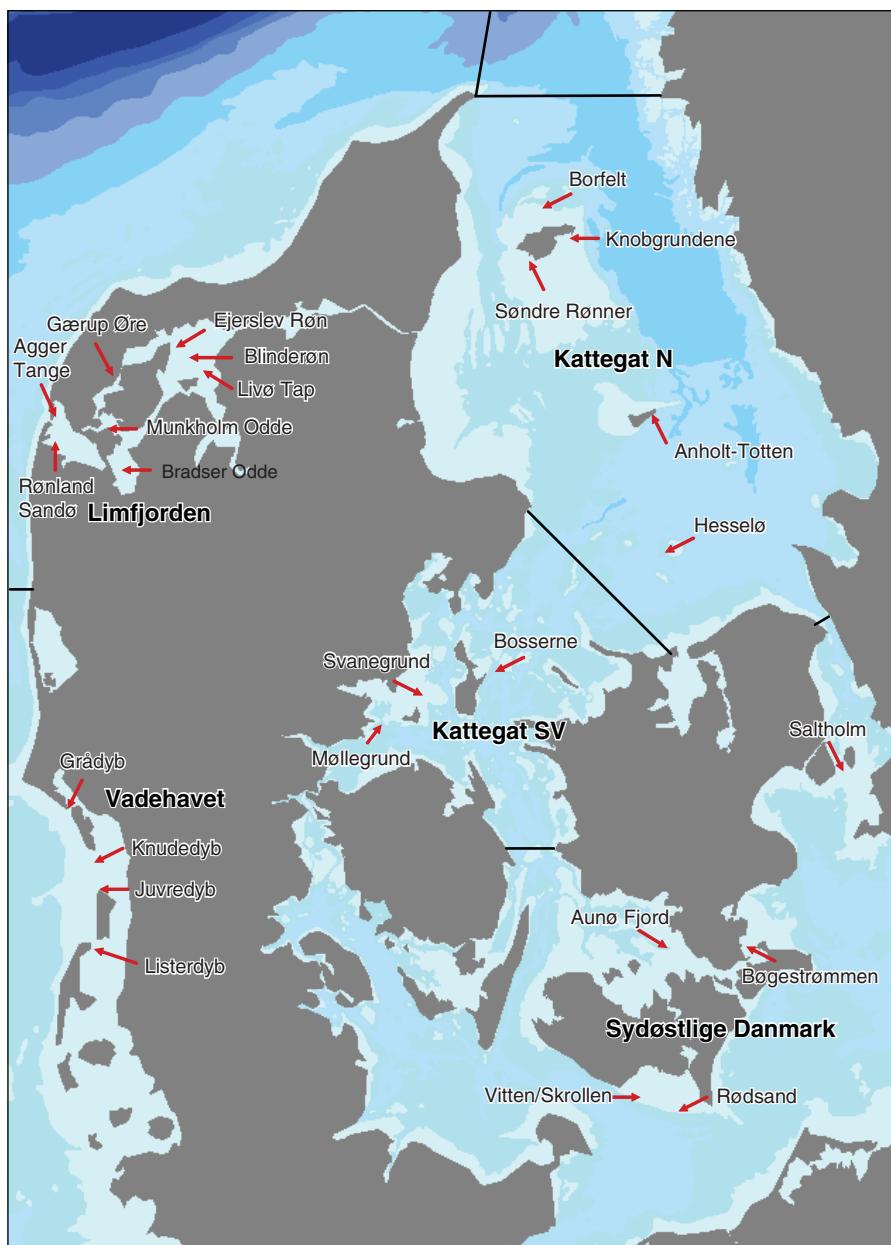 Borfelt
Knobgrundene
Søndre Rønner
Kattegat N
Gærup Øre
Ejerslev Røn
Agger
Tange
Blinderøn
Livø Tap
Munkholm Odde
Anholt-Totten
Bradser Odde
Rønland
Sandø
Limfjorden
Hesselø
Bosserne
Svanegrund
Kattegat SV
Saltholm
Møllegrund
Grådyb
Vadehavet
Knudedyb
Juvredyb
Aunø Fjord
Listerdyb
Bøgestrømmen
Sydøstlige Danmark
Vitten/Skrollen
Rødsand